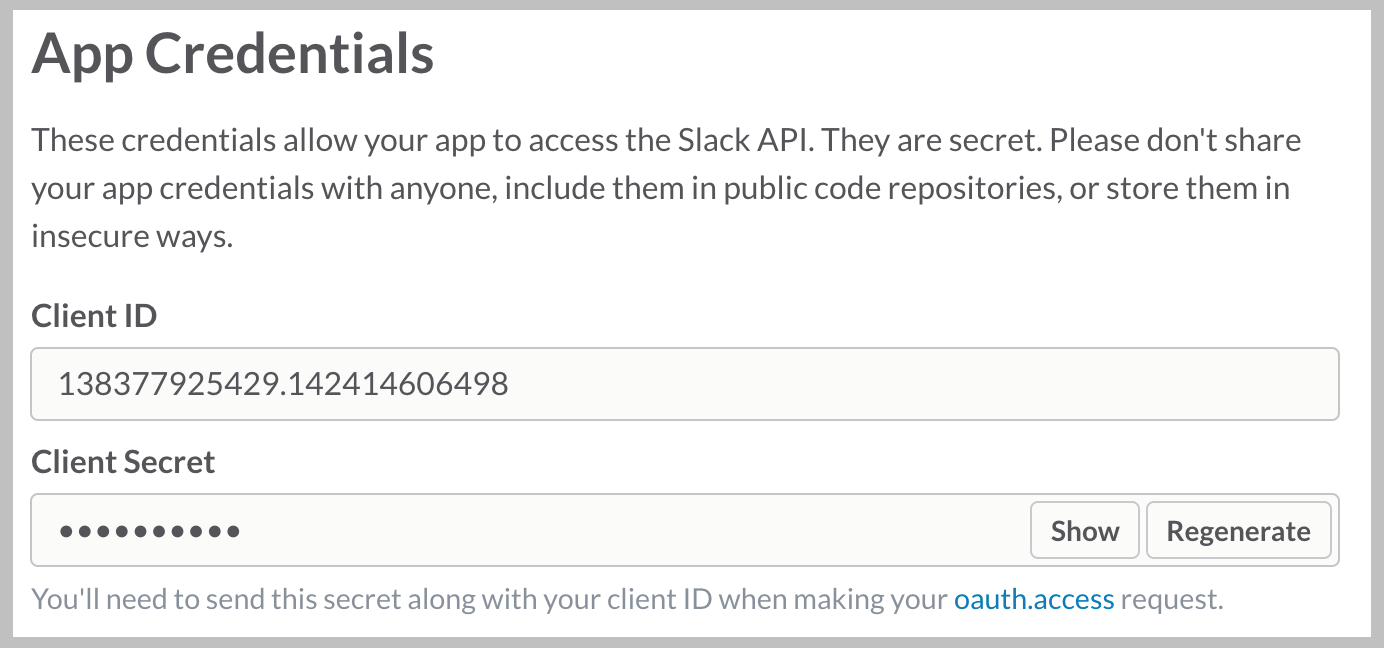 App Credentials
These credentials allow your app to access the Slack API. They are secret. Please don't share
your app credentials with anyone, include them in public code repositories, or store them in
insecure ways.
Client ID
138377925429.142414606498
Client Secret
••••••••••
Show Regenerate
You'll need to send this secret along with your client ID when making your oauth.access request.